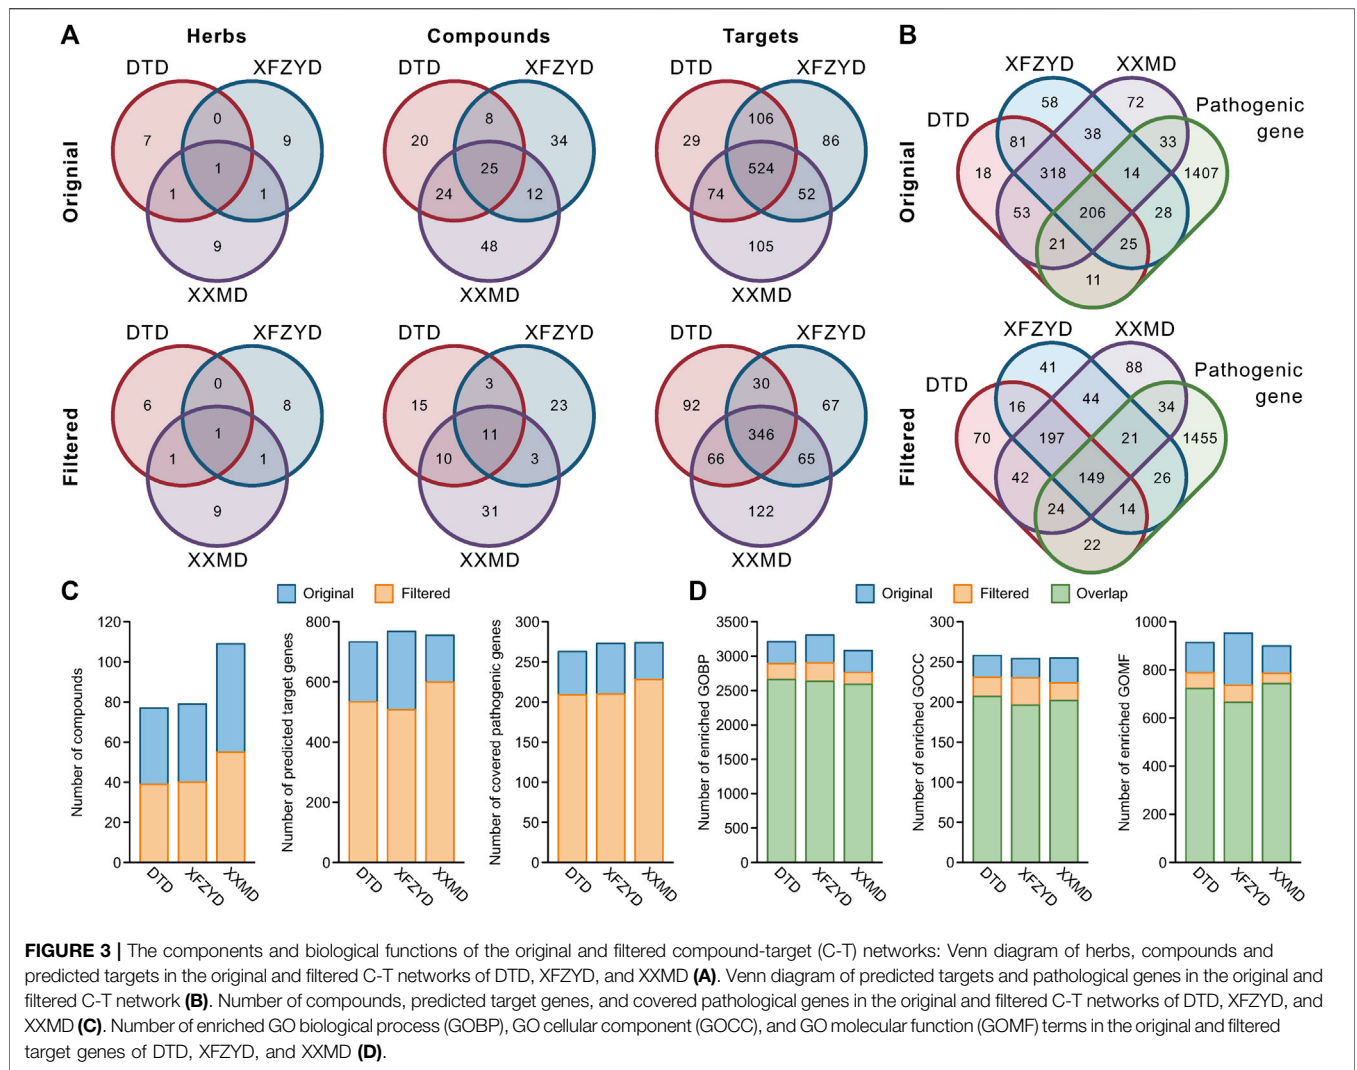 A
Herbs
Compounds
Targets
B
Orignial
DTD
XFZYD
0
7
9
1
1
1
9
XXMD
DTD
XFZYD
8
20
34
25
24
12
48
XXMD
DTD
XFZYD
106
29
86
524
74
52
105
XXMD
Orignial
XFZYD
XXMD
DTD
Pathogenic
gene
58
72
81
38
33
18
318
14
1407
53
206
28
21
25
11
Filtered
DTD
XFZYD
0
6
8
1
1
1
9
XXMD
DTD
XFZYD
3
15
23
11
10
3
31
XXMD
DTD
XFZYD
30
92
67
346
66
65
122
XXMD
Filtered
XFZYD
XXMD
DTD
Pathogenic
gene
41
88
16
44
34
70
197
21
1455
42
149
26
24
14
22
C
Original
Filtered
Number of compounds
120
100
80
60
40
20
0
DTD
XFZYD
XXMD
Number of predicted target genes
800
600
400
200
0
DTD
XFZYD
XXMD
Number of covered pathogenic genes
300
250
200
150
100
50
0
DTD
XFZYD
XXMD
D
Original
Filtered
Overlap
Number of enriched GOBP
3500
3000
2500
2000
1500
1000
500
0
DTD
XFZYD
XXMD
Number of enriched GOCC
300
250
200
150
100
50
0
DTD
XFZYD
XXMD
Number of enriched GOMF
1000
800
600
400
200
0
DTD
XFZYD
XXMD
FIGURE 3 | The components and biological functions of the original and filtered compound-target (C-T) networks: Venn diagram of herbs, compounds and
predicted targets in the original and filtered C-T networks of DTD, XFZYD, and XXMD (A). Venn diagram of predicted targets and pathological genes in the original and
filtered C-T network (B). Number of compounds, predicted target genes, and covered pathological genes in the original and filtered C-T networks of DTD, XFZYD, and
XXMD (C). Number of enriched GO biological process (GOBP), GO cellular component (GOCC), and GO molecular function (GOMF) terms in the original and filtered
target genes of DTD, XFZYD, and XXMD (D).